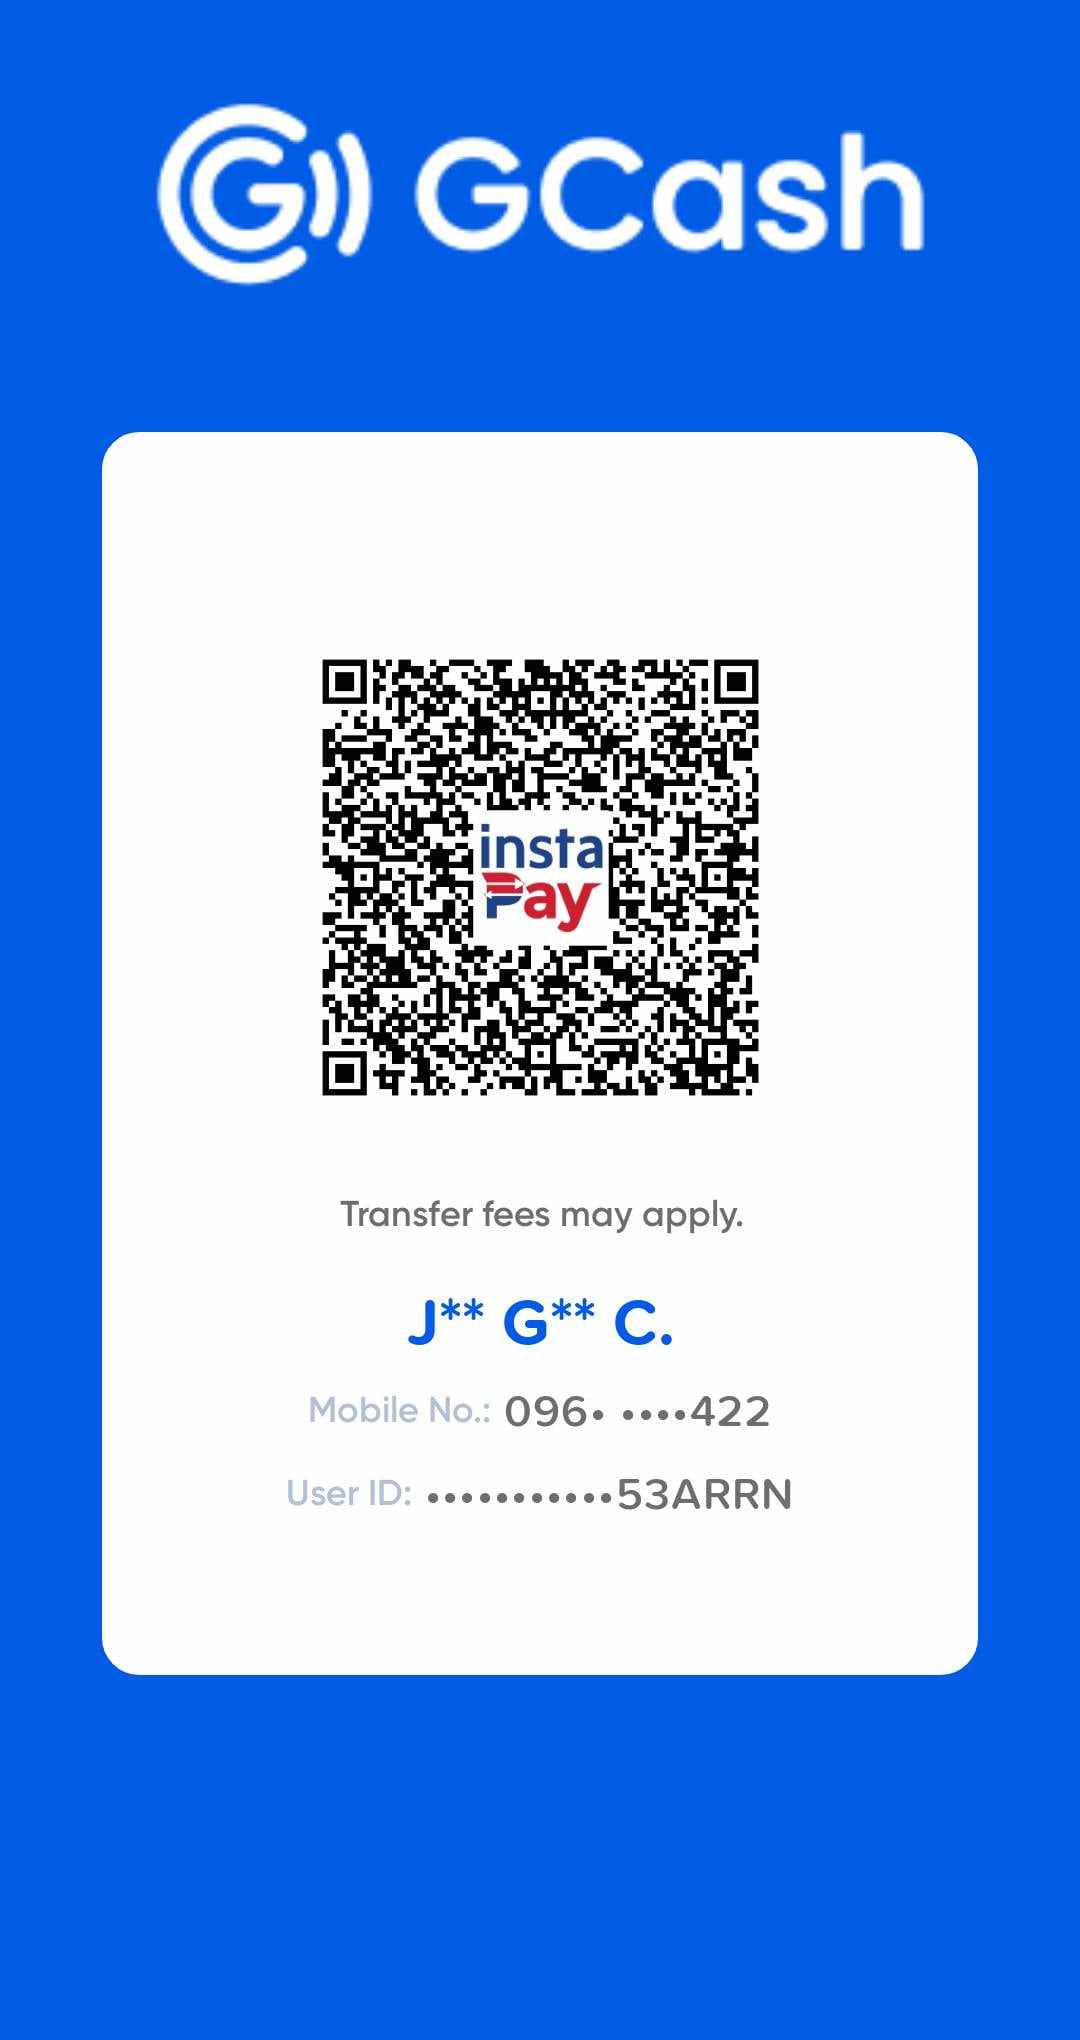 GCash
insta
Pay
Transfer fees may apply.
J** G** C.
Mobile No.: 096• ••••422
User ID: •••••••••••53ARRN